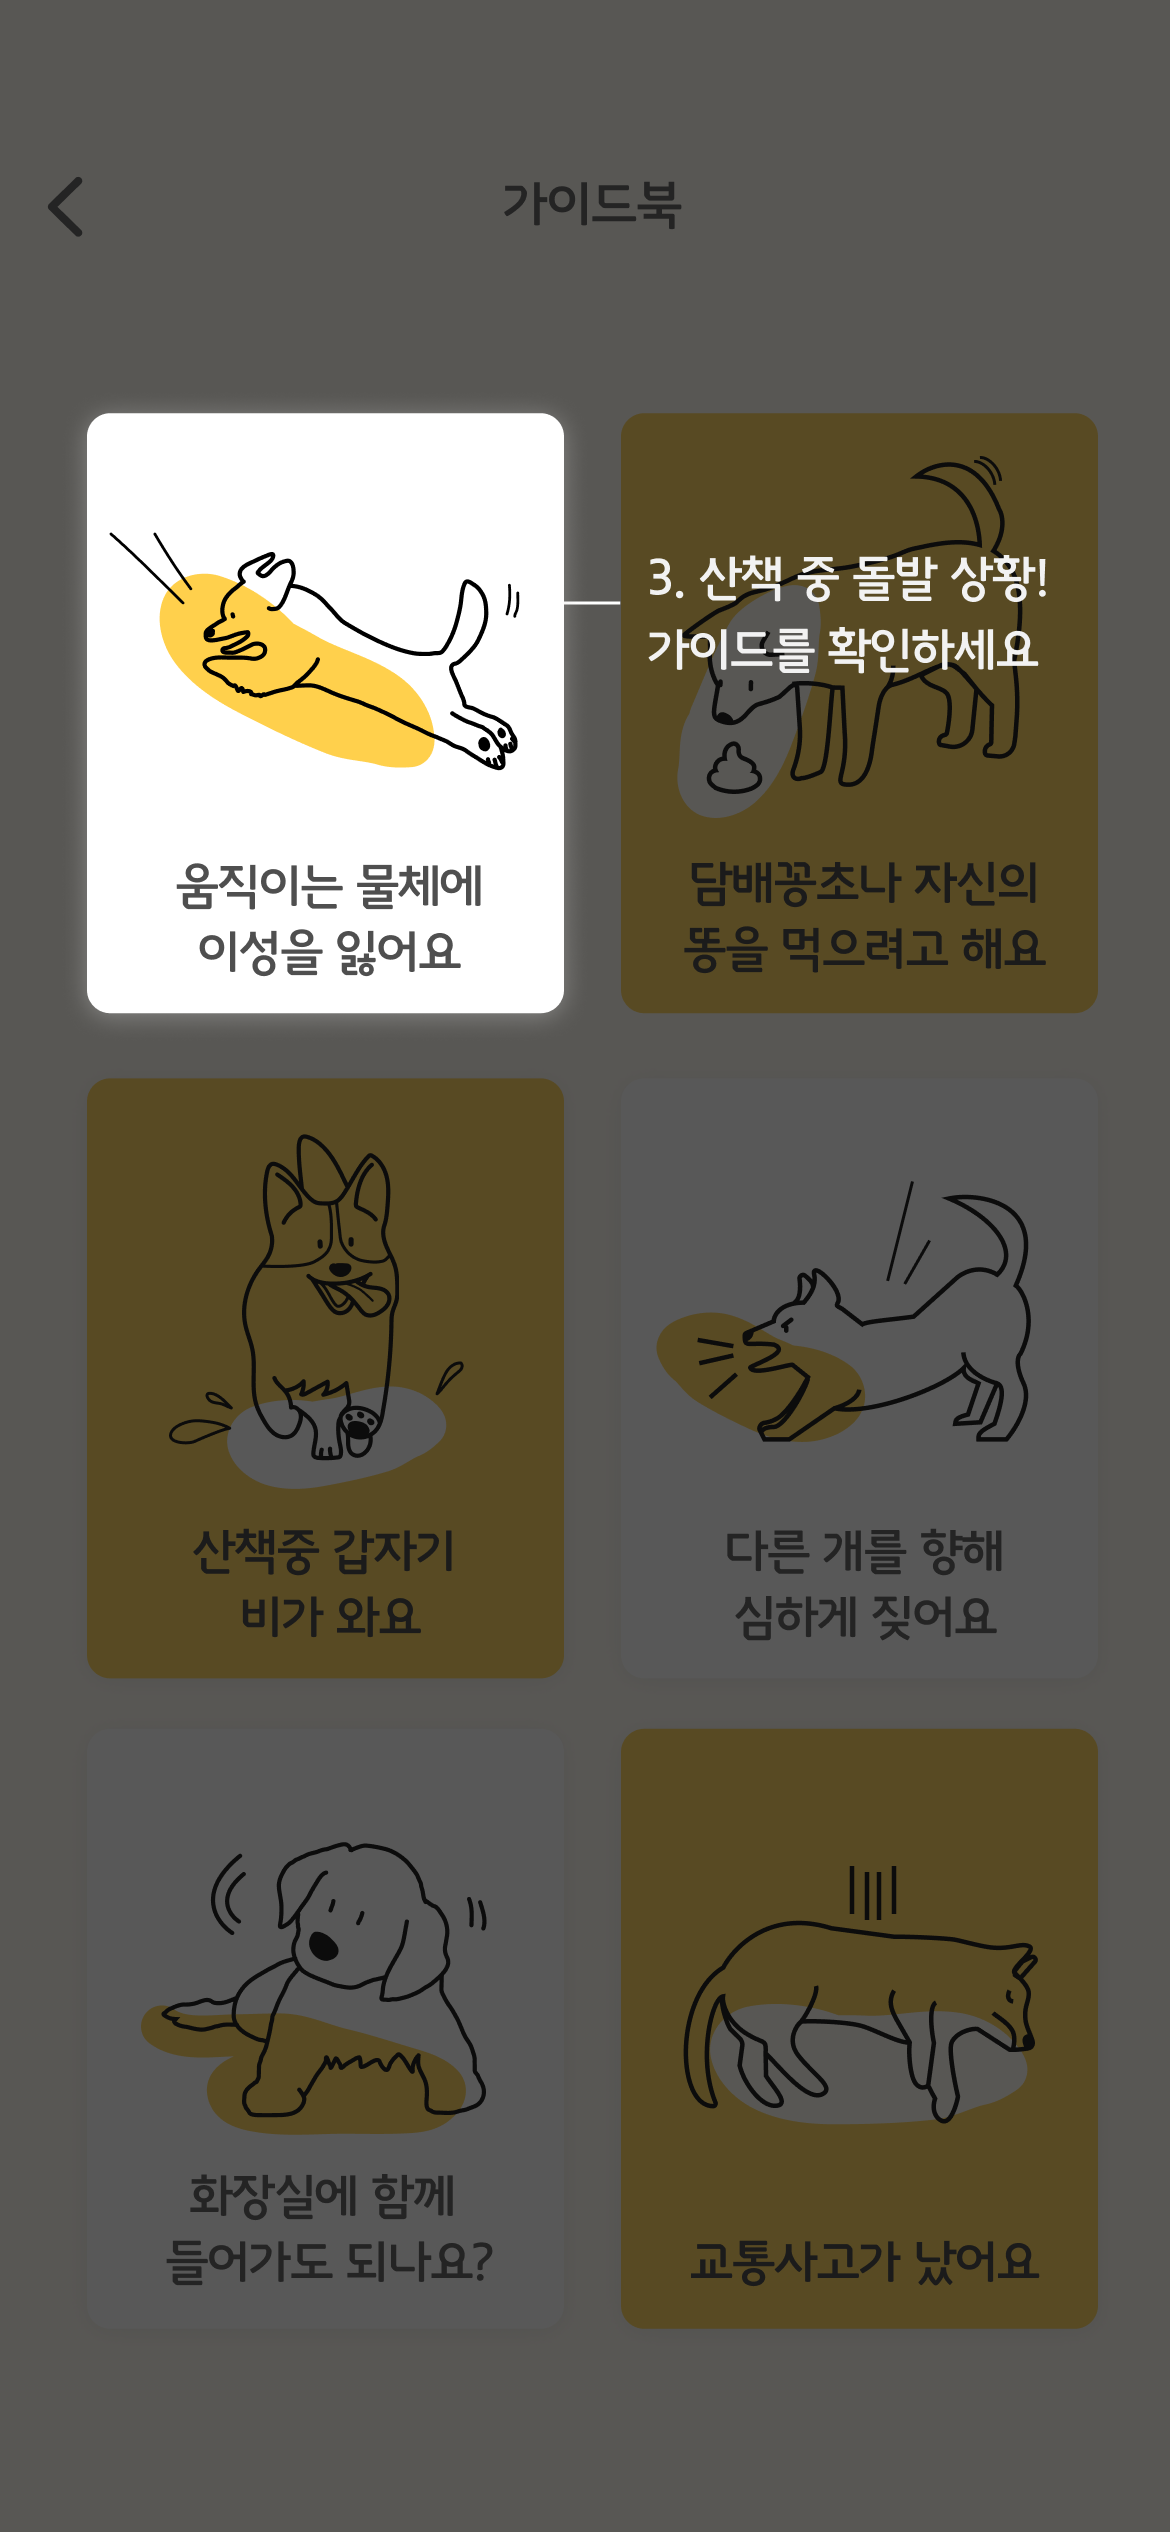 가이드북
3. 산책 중 돌발 상황!
가이드를 확인하세요
움직이는 물체에
이성을 잃어요
담배꽁초나 자신의
똥을 먹으려고 해요
산책중 갑자기
비가 와요
다른 개를 향해
심하게 짖어요
화장실에 함께
들어가도 되나요?
교통사고가 났어요